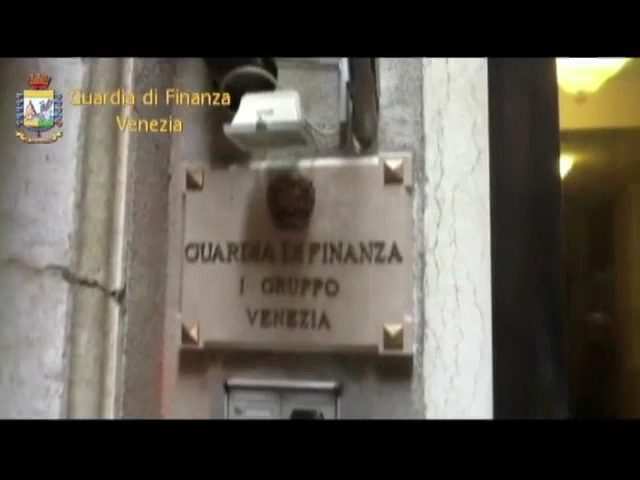 Guardia di Finanza
Venezia
GUARDIA DI FINANZA
I GRUPPO
VENEZIA